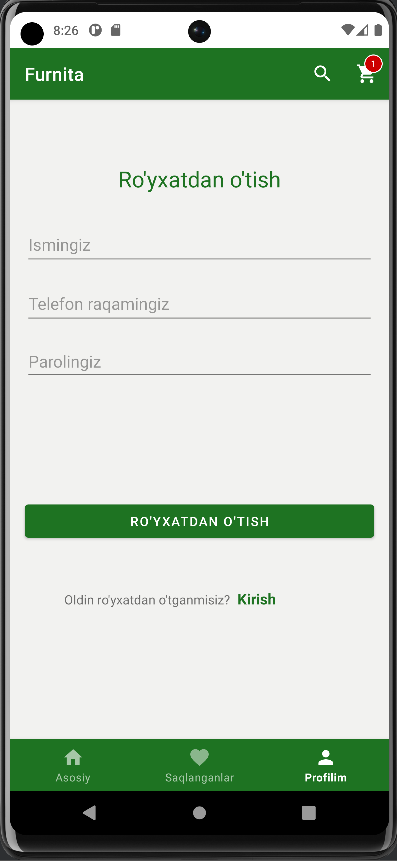 8:26
Furnita
1
Ro'yxatdan o'tish
Ismingiz
Telefon raqamingiz
Parolingiz
RO'YXATDAN O'TISH
Oldin ro'yxatdan o'tganmisiz? Kirish
Asosiy Saqlanganlar Profilim